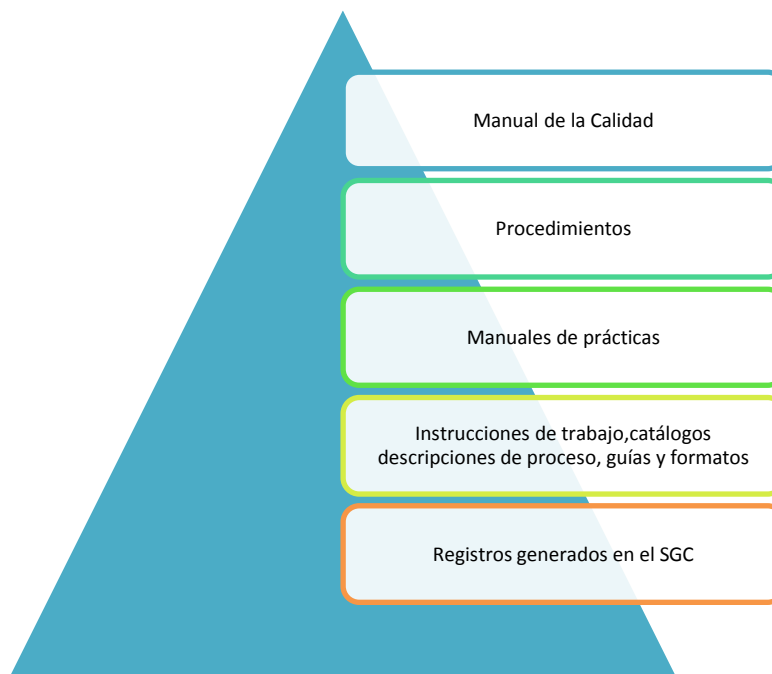 Manual de la Calidad
Procedimientos
Manuales de prácticas
Instrucciones de trabajo,catálogos
descripciones de proceso, guías y formatos
Registros generados en el SGC